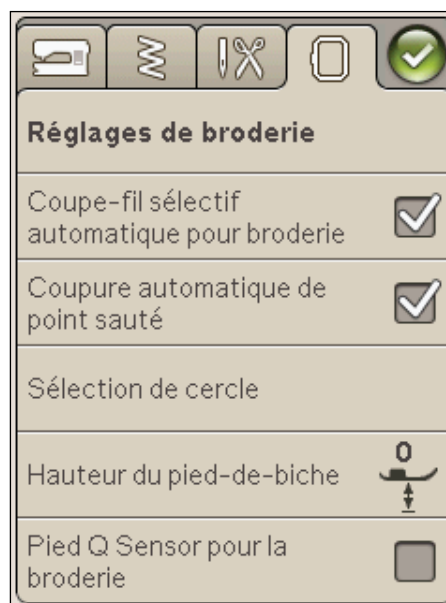 Réglages de broderie
Coupe-fil sélectif
automatique pour broderie
Coupure automatique de
point sauté
Sélection de cercle
0
Hauteur du pied-de-biche
Pied Q Sensor pour la
broderie